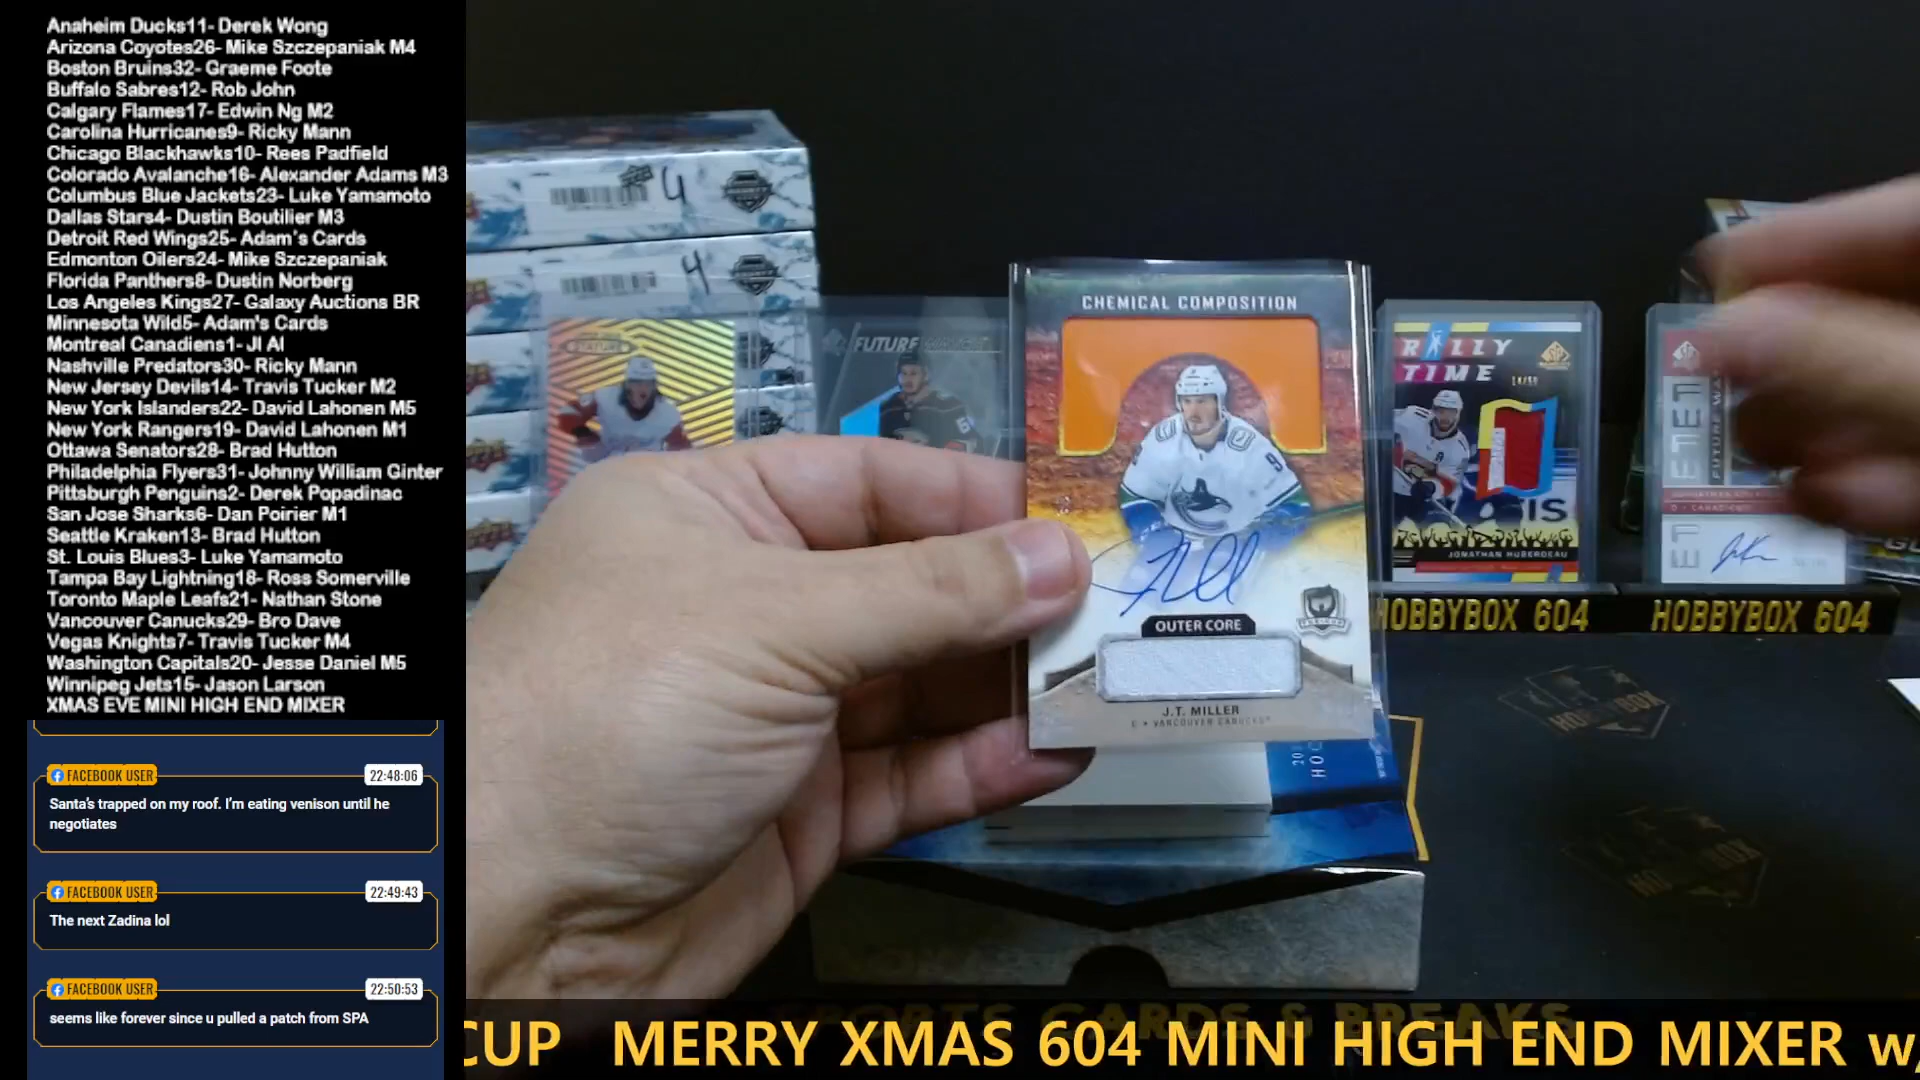 Anaheim Ducks11- Derek Wong
Arizona Coyotes26- Mike Szczepaniak M4
Boston Bruins32- Graeme Foote
Buffalo Sabres12- Rob John
Calgary Flames17- Edwin Ng M2
Carolina Hurricanes9- Ricky Mann
Chicago Blackhawks10- Rees Padfield
Colorado Avalanche16- Alexander Adams M3
Columbus Blue Jackets23- Luke Yamamoto
Dallas Stars4- Dustin Boutilier M3
Detroit Red Wings25- Adam's Cards
Edmonton Oilers24- Mike Szczepaniak
Florida Panthers8- Dustin Norberg
Los Angeles Kings27- Galaxy Auctions BR
Minnesota Wild5- Adam's Cards
Montreal Canadiens1- JI AI
Nashville Predators30- Ricky Mann
New Jersey Devils14- Travis Tucker M2
New York Islanders22- David Lahonen M5
New York Rangers19- David Lahonen M1
Ottawa Senators28- Brad Hutton
Philadelphia Flyers31- Johnny William Ginter
Pittsburgh Penguins2- Derek Popadinac
San Jose Sharks6- Dan Poirier M1
Seattle Kraken13- Brad Hutton
St. Louis Blues3- Luke Yamamoto
Tampa Bay Lightning18- Ross Somerville
Toronto Maple Leafs21- Nathan Stone
Vancouver Canucks29- Bro Dave
Vegas Knights7- Travis Tucker M4
Washington Capitals20- Jesse Daniel M5
Winnipeg Jets15- Jason Larson
XMAS EVE MINI HIGH END MIXER
FACEBOOK USER 22:48:06
Santa's trapped on my roof. I'm eating venison until he
negotiates
FACEBOOK USER 22:49:43
The next Zadina lol
FACEBOOK USER 22:50:53
seems like forever since u pulled a patch from SPA
4
4
FUTURE
CHEMICAL COMPOSITION
OUTER CORE
J.T. MILLER
C • VANCOUVER CANUCKS
RALLY
TIME
JONATHAN HUBERDEAU
HOBBYBOX 604
HOBBYBOX 604
SPORTS CARDS & BREAKS
CUP MERRY XMAS 604 MINI HIGH END MIXER w/